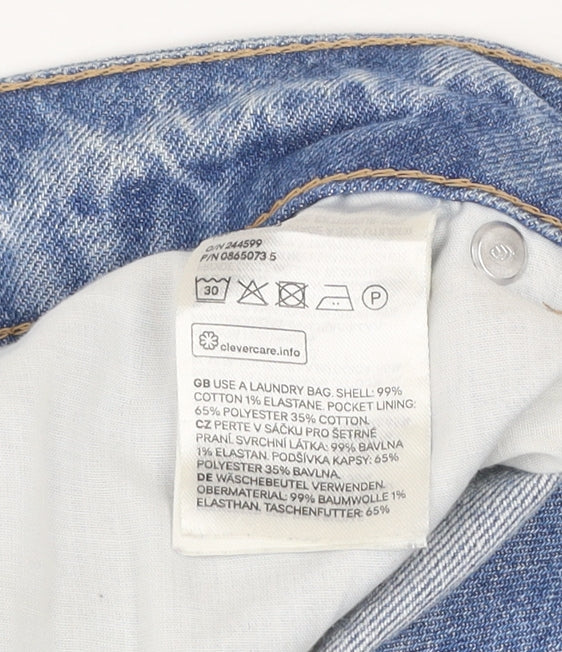 O/N 244599
P/N 0865073 5
30
P
clevercare.info
GB USE A LAUNDRY BAG. SHELL: 99%
COTTON 1% ELASTANE. POCKET LINING:
65% POLYESTER 35% COTTON.
CZ PERTE V SÁČKU PRO ŠETRNÉ
PRANÍ. SVRCHNÍ LÁTKA: 99% BAVLNA
1% ELASTAN. PODŠÍVKA KAPSY: 65%
POLYESTER 35% BAVLNA.
DE WÄSCHEBEUTEL VERWENDEN.
OBERMATERIAL: 99% BAUMWOLLE 1%
ELASTHAN. TASCHENFUTTER: 65%